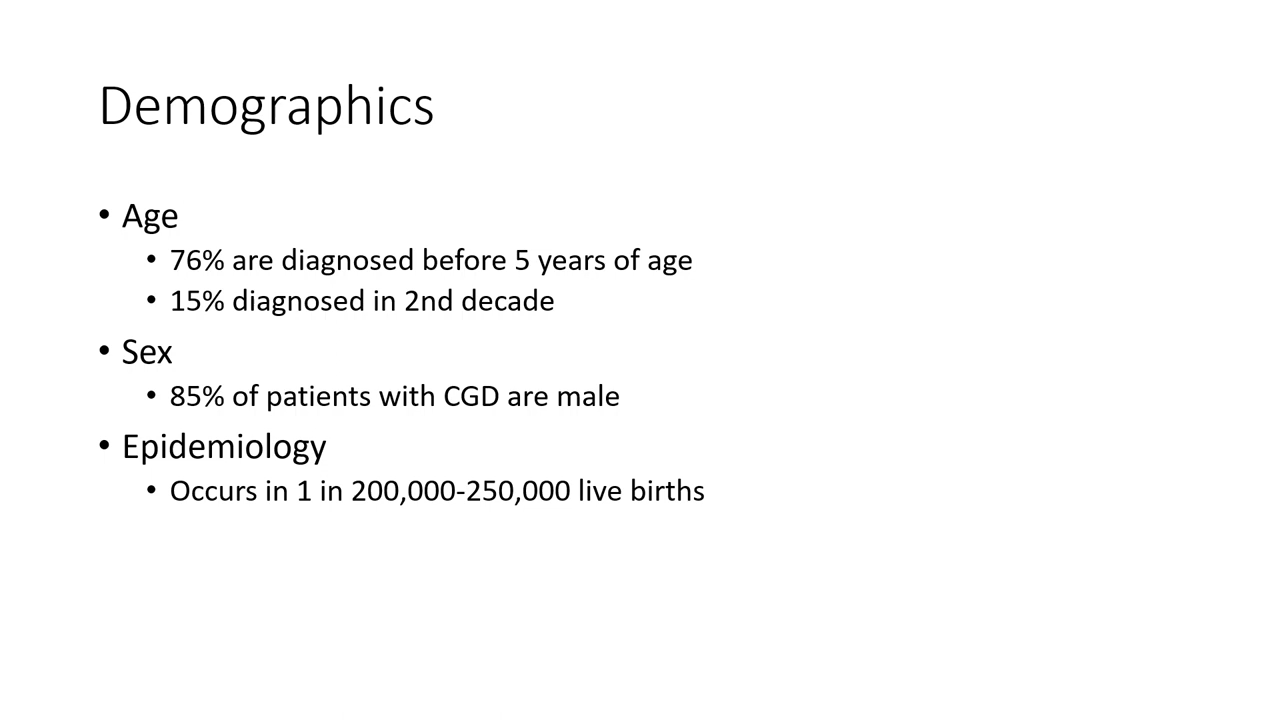 Demographics
• Age
• 76% are diagnosed before 5 years of age
• 15% diagnosed in 2nd decade
• Sex
• 85% of patients with CGD are male
• Epidemiology
• Occurs in 1 in 200,000-250,000 live births